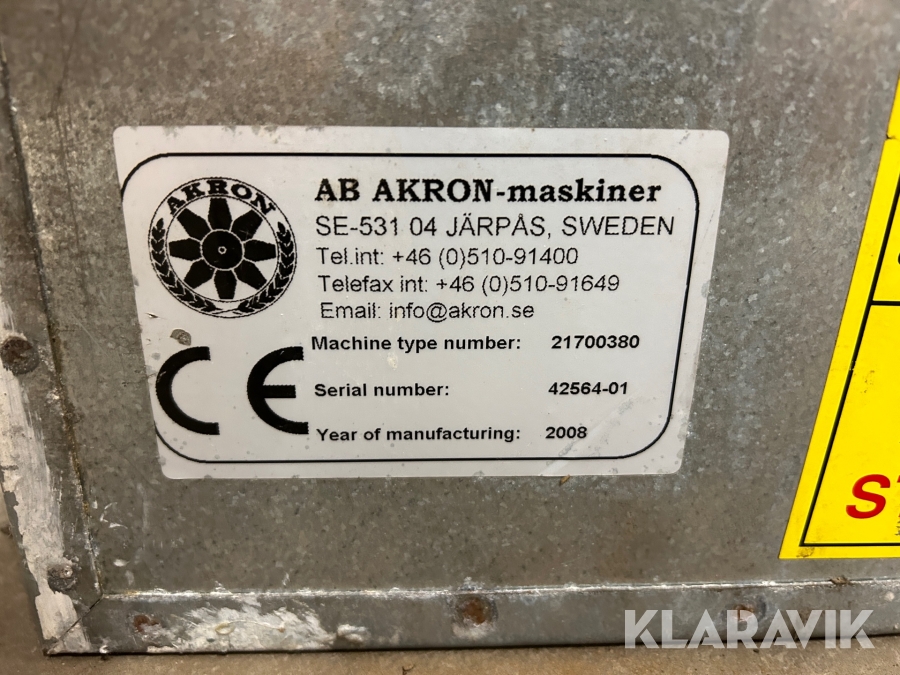 AKRON
AB AKRON-maskiner
SE-531 04 JÄRPÅS, SWEDEN
Tel.int: +46 (0)510-91400
Telefax int: +46 (0)510-91649
Email: info@akron.se
CE
Machine type number: 21700380
Serial number: 42564-01
Year of manufacturing: 2008
KLARAVIK